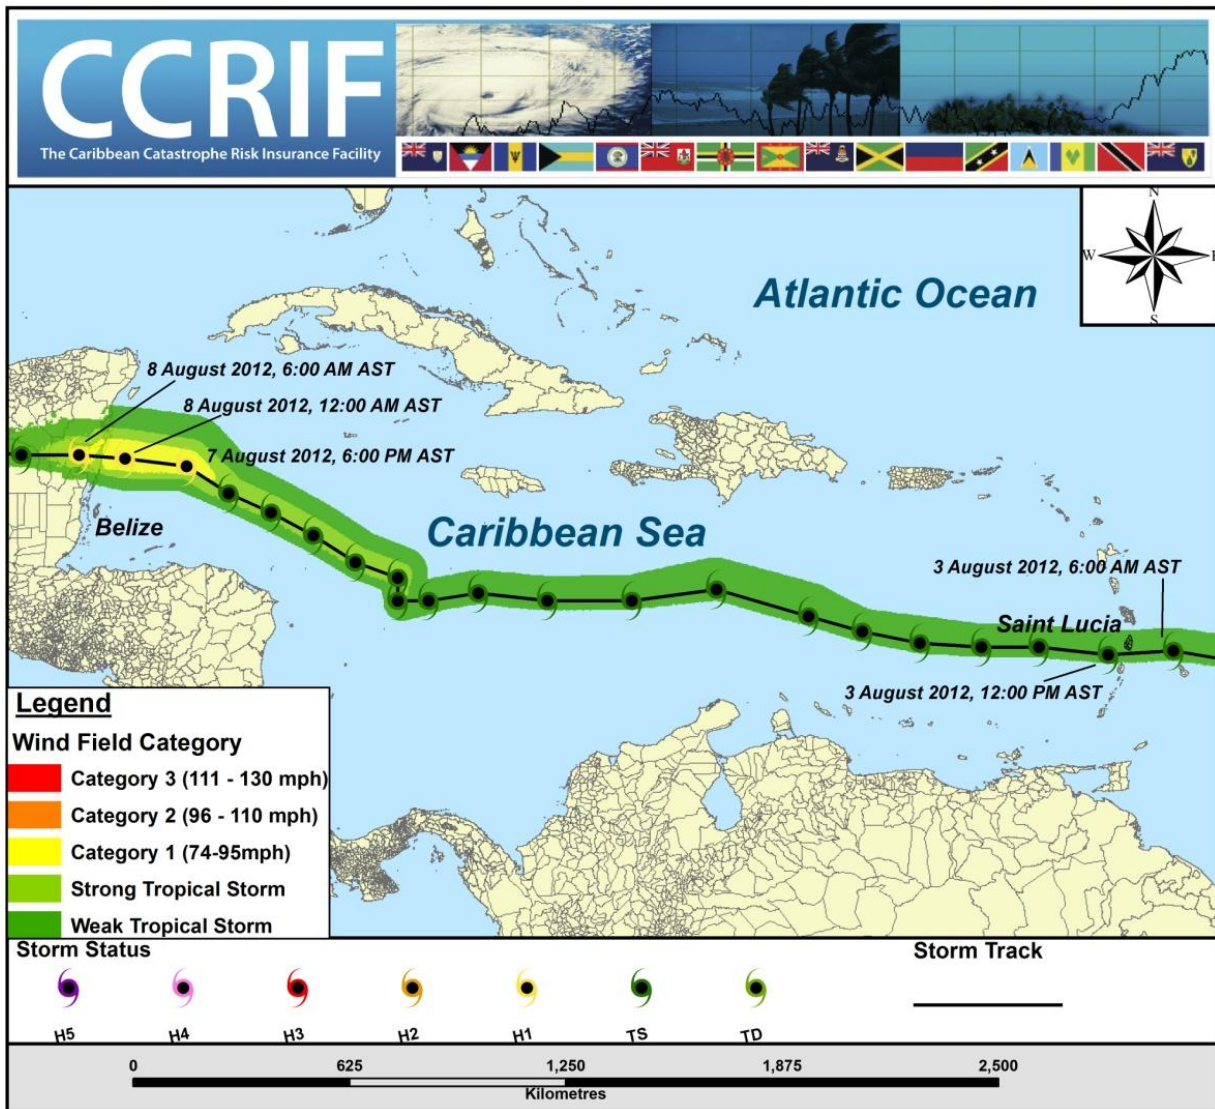 CCRIF
The Caribbean Catastrophe Risk Insurance Facility
N
W
E
S
Atlantic Ocean
8 August 2012, 6:00 AM AST
8 August 2012, 12:00 AM AST
7 August 2012, 6:00 PM AST
Belize
Caribbean Sea
3 August 2012, 6:00 AM AST
Saint Lucia
3 August 2012, 12:00 PM AST
Legend
Wind Field Category
Category 3 (111 - 130 mph)
Category 2 (96 - 110 mph)
Category 1 (74-95mph)
Strong Tropical Storm
Weak Tropical Storm
Storm Status
Storm Track
H5 H4 H3 H2 H1 TS TD
0 625 1,250 1,875 2,500
Kilometres